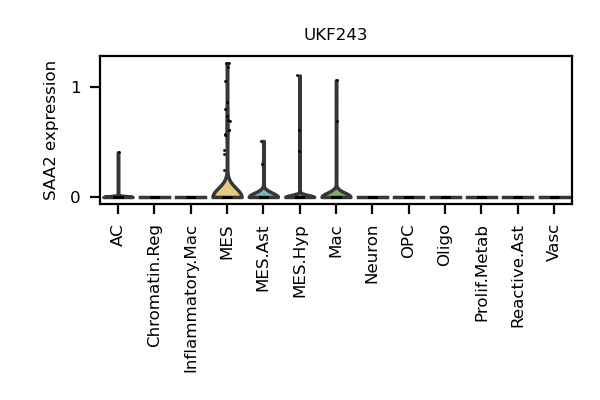 UKF243
SAA2 expression
1
0
AC
Chromatin.Reg
Inflammatory.Mac
MES
MES.Ast
MES.Hyp
Mac
Neuron
OPC
Oligo
Prolif.Metab
Reactive.Ast
Vasc